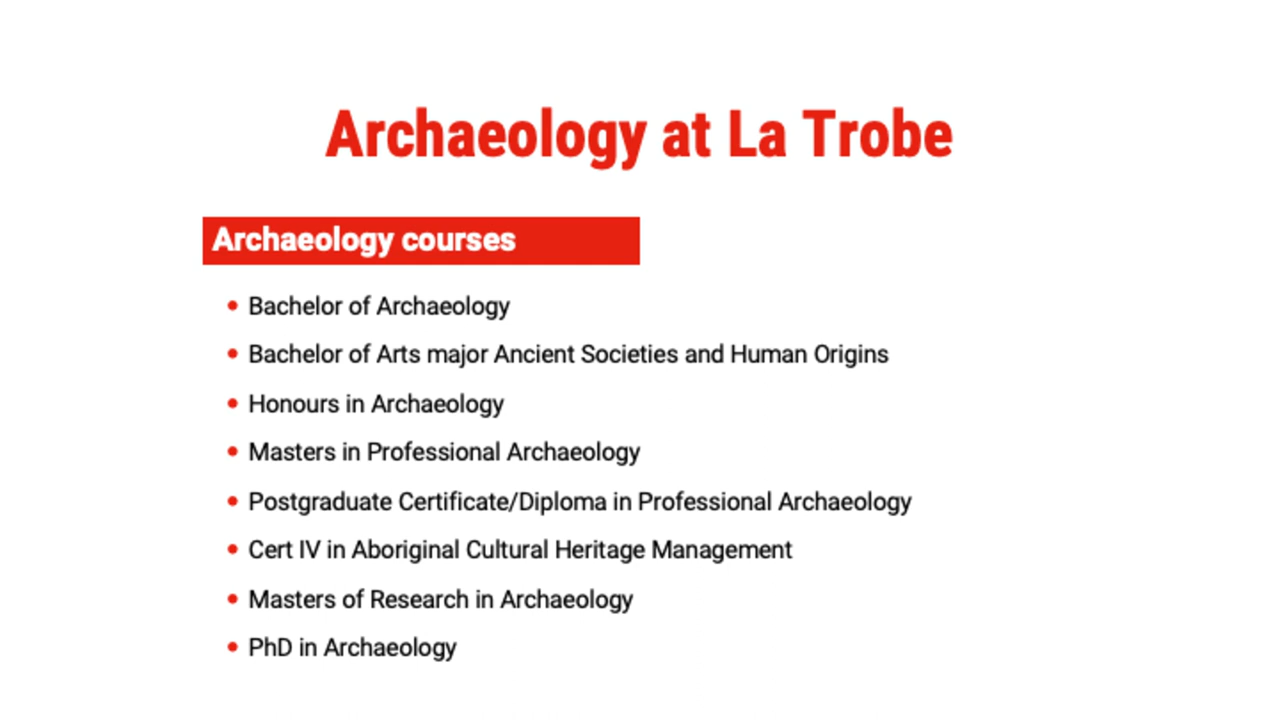 Archaeology at La Trobe
Archaeology courses
Bachelor of Archaeology
Bachelor of Arts major Ancient Societies and Human Origins
Honours in Archaeology
Masters in Professional Archaeology
Postgraduate Certificate/Diploma in Professional Archaeology
Cert IV in Aboriginal Cultural Heritage Management
Masters of Research in Archaeology
PhD in Archaeology